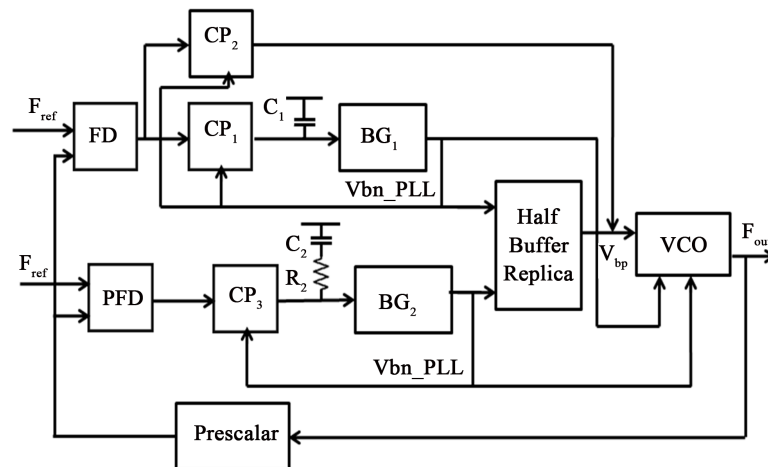 CP2
Fref
FD
CP1
C1
BG1
Vbn_PLL
Half
Buffer
Replica
Vbp
VCO
Fout
Fref
PFD
CP3
C2
R2
BG2
Vbn_PLL
Prescalar